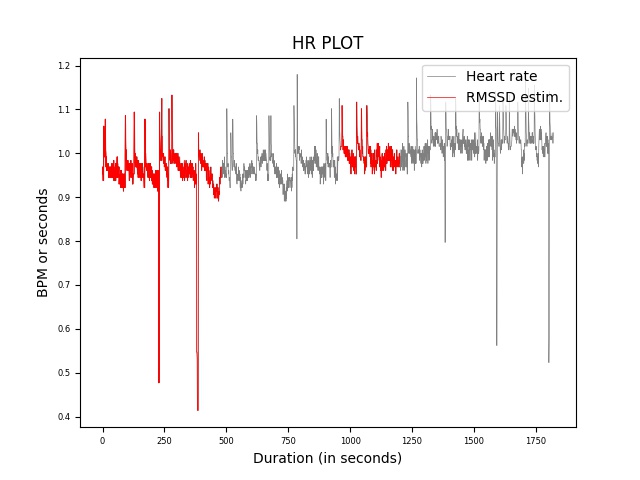 HR PLOT
Heart rate
RMSSD estim.
BPM or seconds
1.2
1.1
1.0
0.9
0.8
0.7
0.6
0.5
0.4
0 250 500 750 1000 1250 1500 1750
Duration (in seconds)